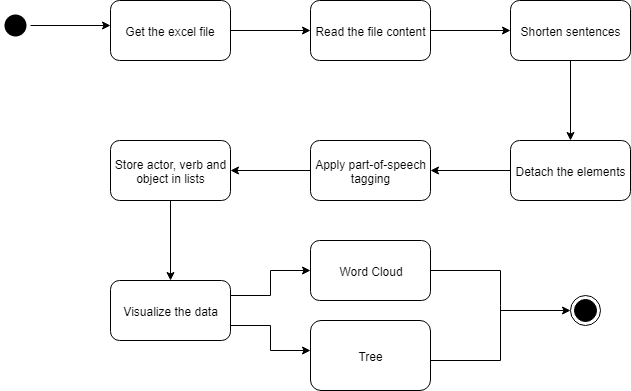 Get the excel file
Read the file content
Shorten sentences
Store actor, verb and
object in lists
Apply part-of-speech
tagging
Detach the elements
Visualize the data
Word Cloud
Tree